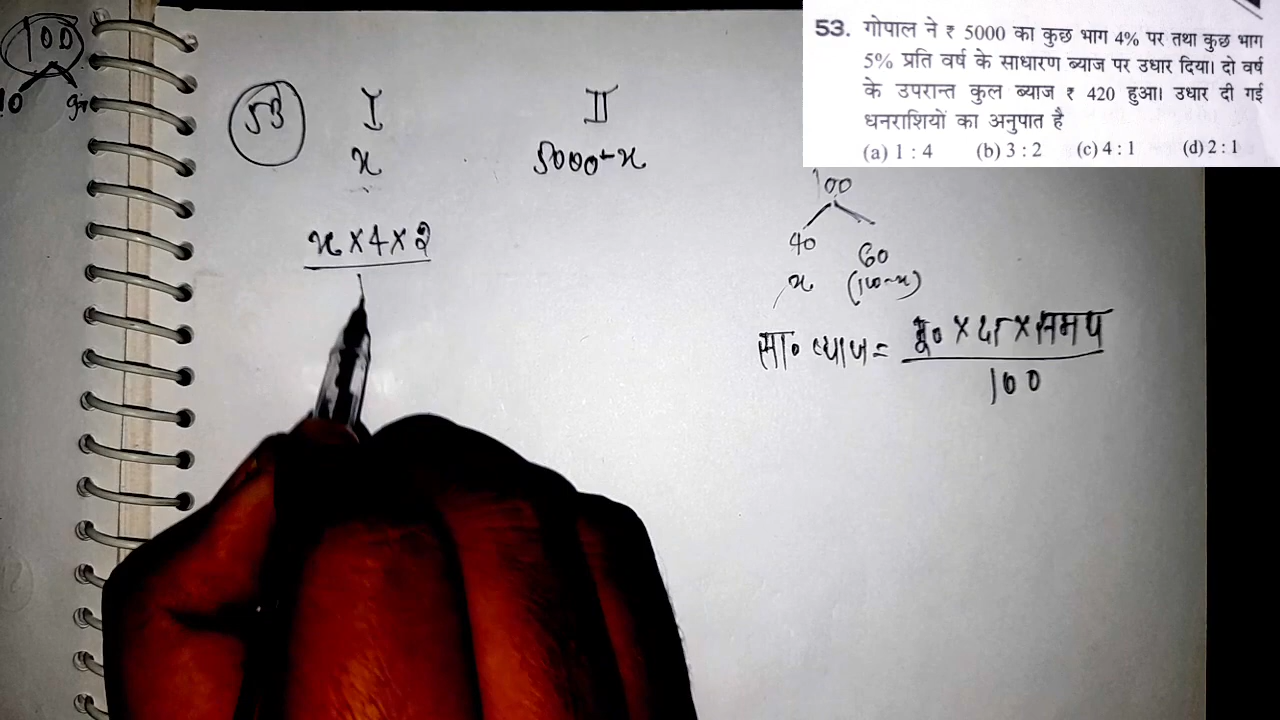 100
53. गोपाल ने ₹ 5000 का कुछ भाग 4% पर तथा कुछ भाग
5% प्रति वर्ष के साधारण ब्याज पर उधार दिया। दो वर्ष
के उपरान्त कुल ब्याज ₹ 420 हुआ। उधार दी गई
धनराशियों का अनुपात है
(a) 1 : 4 (b) 3 : 2 (c) 4 : 1 (d) 2 : 1
53 I II
x 5000-x
x×4×2
100
40 60
x (100-x)
सा० ब्याज = मू० × दर × समय
100